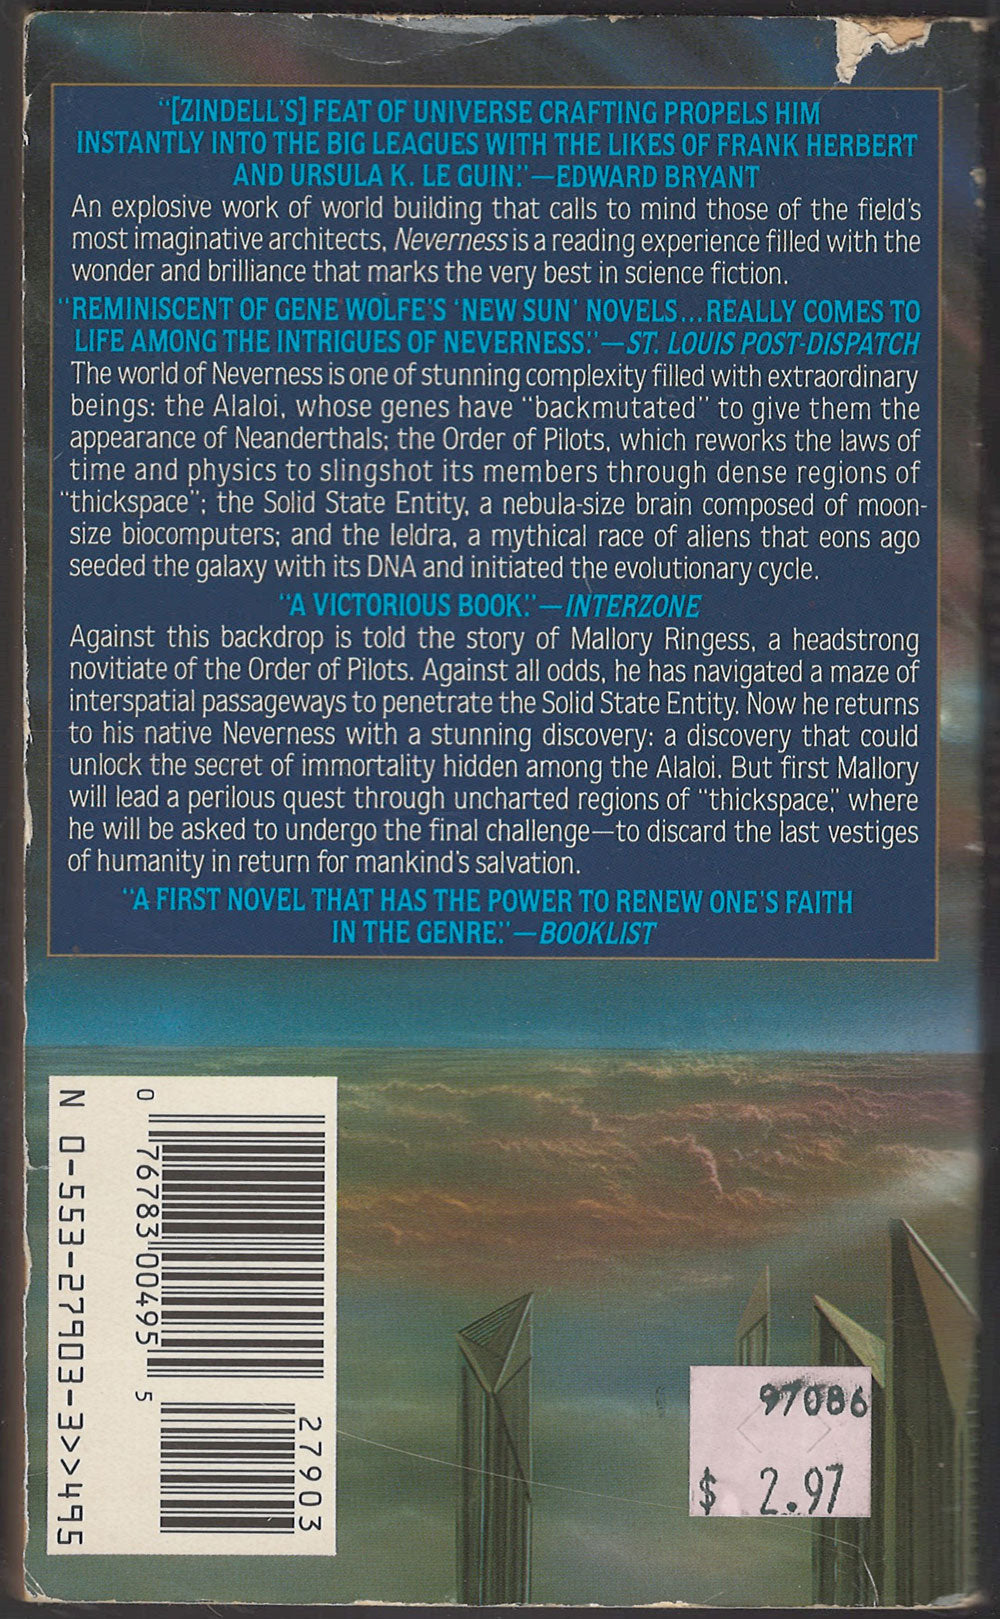 “[ZINDELL’S] FEAT OF UNIVERSE CRAFTING PROPELS HIM
INSTANTLY INTO THE BIG LEAGUES WITH THE LIKES OF FRANK HERBERT
AND URSULA K. LE GUIN.”—EDWARD BRYANT
An explosive work of world building that calls to mind those of the field’s
most imaginative architects, Neverness is a reading experience filled with the
wonder and brilliance that marks the very best in science fiction.
“REMINISCENT OF GENE WOLFE’S ‘NEW SUN’ NOVELS...REALLY COMES TO
LIFE AMONG THE INTRIGUES OF NEVERNESS.”—ST. LOUIS POST-DISPATCH
The world of Neverness is one of stunning complexity filled with extraordinary
beings: the Alaloi, whose genes have “backmutated” to give them the
appearance of Neanderthals; the Order of Pilots, which reworks the laws of
time and physics to slingshot its members through dense regions of
“thickspace”; the Solid State Entity, a nebula-size brain composed of moon-
size biocomputers; and the Ieldra, a mythical race of aliens that eons ago
seeded the galaxy with its DNA and initiated the evolutionary cycle.
“A VICTORIOUS BOOK.”—INTERZONE
Against this backdrop is told the story of Mallory Ringess, a headstrong
novitiate of the Order of Pilots. Against all odds, he has navigated a maze of
interspatial passageways to penetrate the Solid State Entity. Now he returns
to his native Neverness with a stunning discovery: a discovery that could
unlock the secret of immortality hidden among the Alaloi. But first Mallory
will lead a perilous quest through uncharted regions of “thickspace,” where
he will be asked to undergo the final challenge—to discard the last vestiges
of humanity in return for mankind’s salvation.
“A FIRST NOVEL THAT HAS THE POWER TO RENEW ONE’S FAITH
IN THE GENRE.”—BOOKLIST
N 0-553-27903-3>>495
0 76783 00495 5
27903
97086
$ 2.97